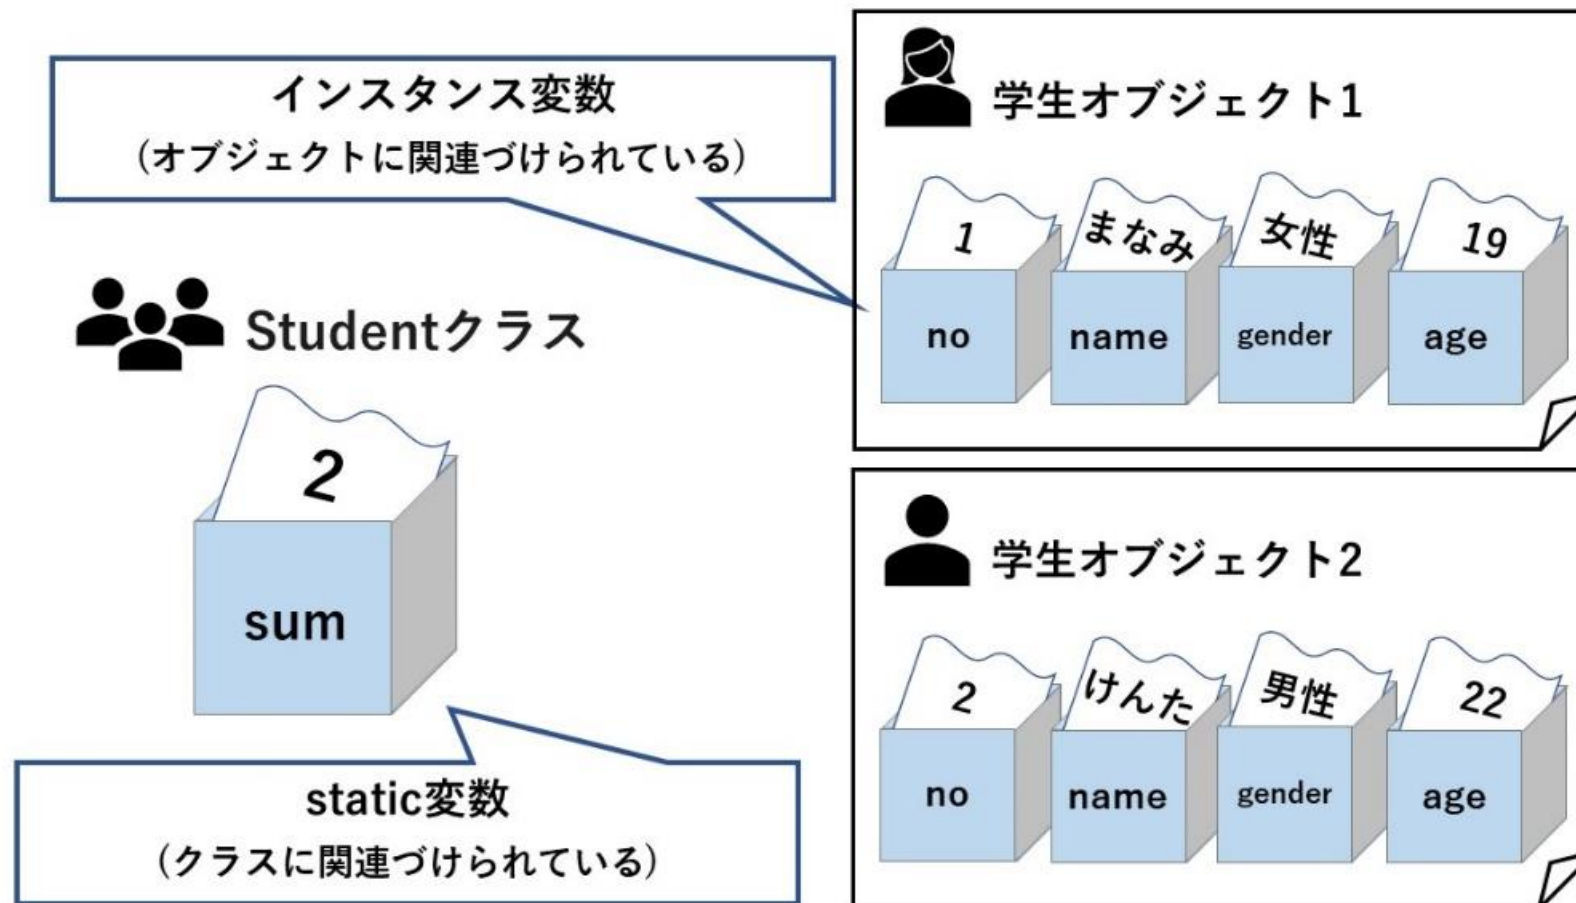 インスタンス変数
(オブジェクトに関連づけられている)
Studentクラス
2
sum
static変数
(クラスに関連づけられている)
学生オブジェクト1
1 まなみ 女性 19
no name gender age
学生オブジェクト2
2 けんた 男性 22
no name gender age